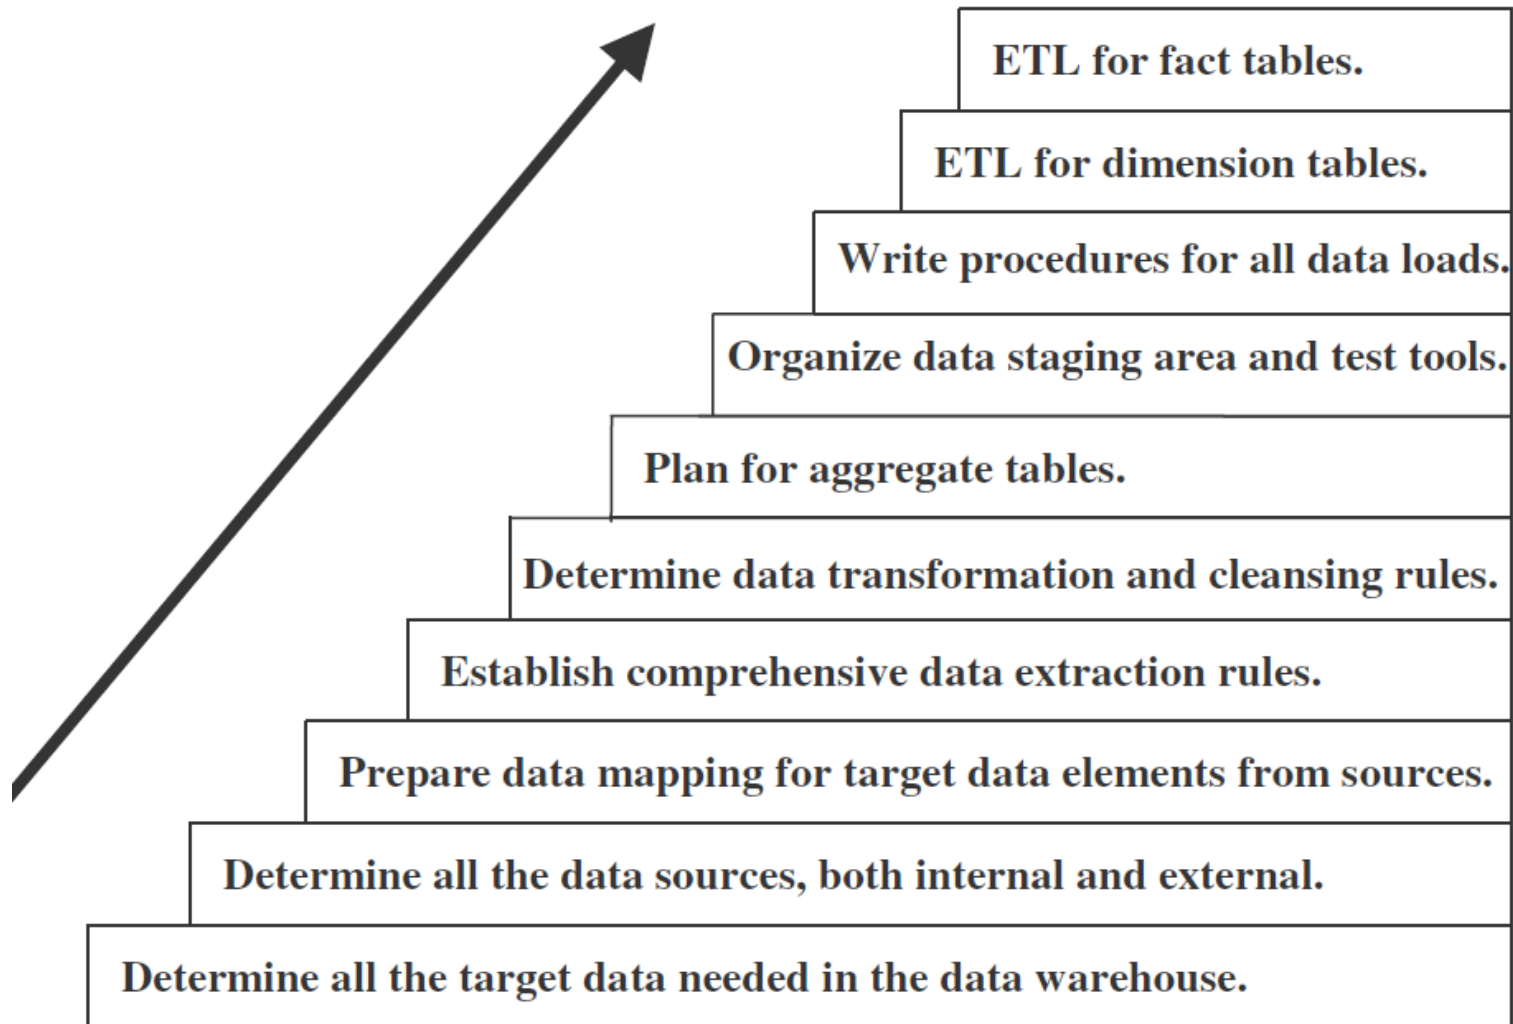 ETL for fact tables.
ETL for dimension tables.
Write procedures for all data loads.
Organize data staging area and test tools.
Plan for aggregate tables.
Determine data transformation and cleansing rules.
Establish comprehensive data extraction rules.
Prepare data mapping for target data elements from sources.
Determine all the data sources, both internal and external.
Determine all the target data needed in the data warehouse.